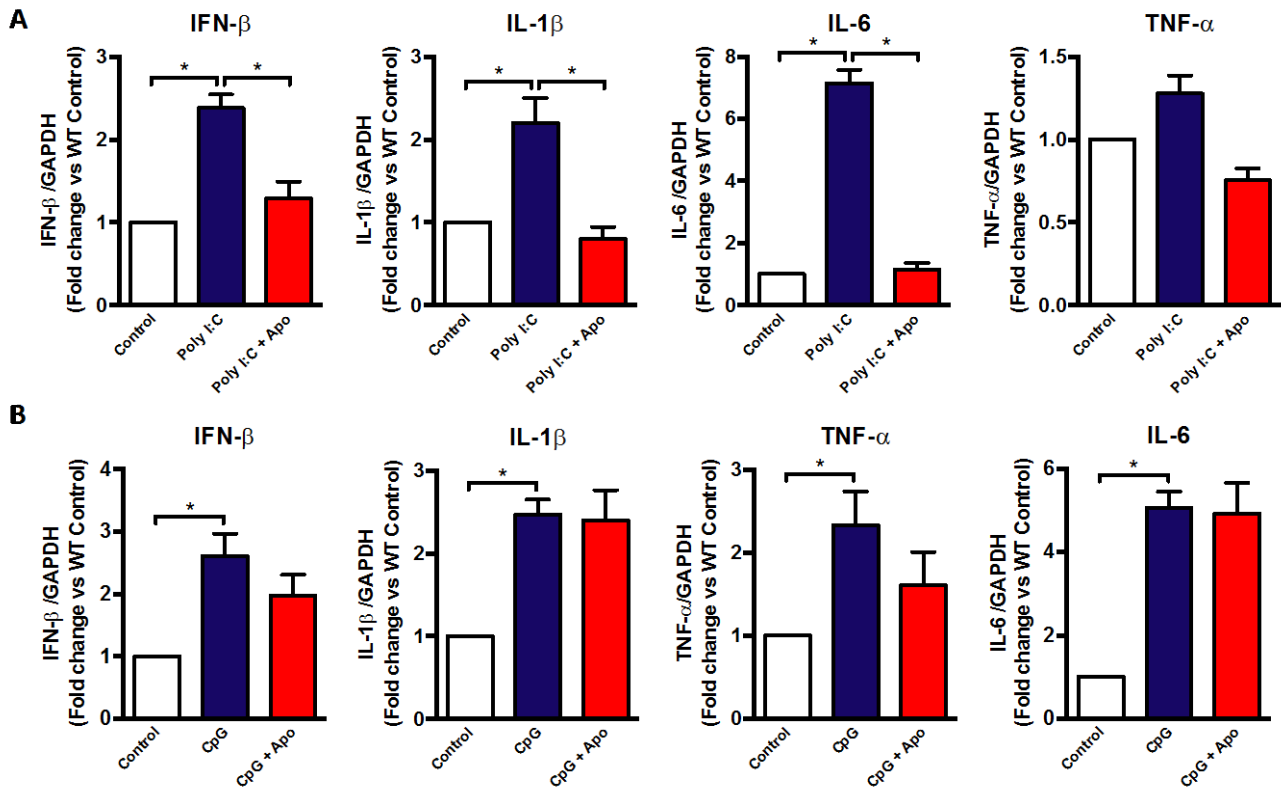 A
IFN-β
IFN-β /GAPDH
(Fold change vs WT Control)
3
2
1
0
*
*
Control
Poly I:C
Poly I:C + Apo
IL-1β
IL-1β /GAPDH
(Fold change vs WT Control)
3
2
1
0
*
*
Control
Poly I:C
Poly I:C + Apo
IL-6
IL-6 /GAPDH
(Fold change vs WT Control)
8
6
4
2
0
*
*
Control
Poly I:C
Poly I:C + Apo
TNF-α
TNF-α/GAPDH
(Fold change vs WT Control)
1.5
1.0
0.5
0.0
Control
Poly I:C
Poly I:C + Apo
B
IFN-β
IFN-β /GAPDH
(Fold change vs WT Control)
4
3
2
1
0
*
Control
CpG
CpG + Apo
IL-1β
IL-1β /GAPDH
(Fold change vs WT Control)
3
2
1
0
*
Control
CpG
CpG + Apo
TNF-α
TNF-α/GAPDH
(Fold change vs WT Control)
3
2
1
0
*
Control
CpG
CpG + Apo
IL-6
IL-6 /GAPDH
(Fold change vs WT Control)
6
5
2
0
*
Control
CpG
CpG + Apo